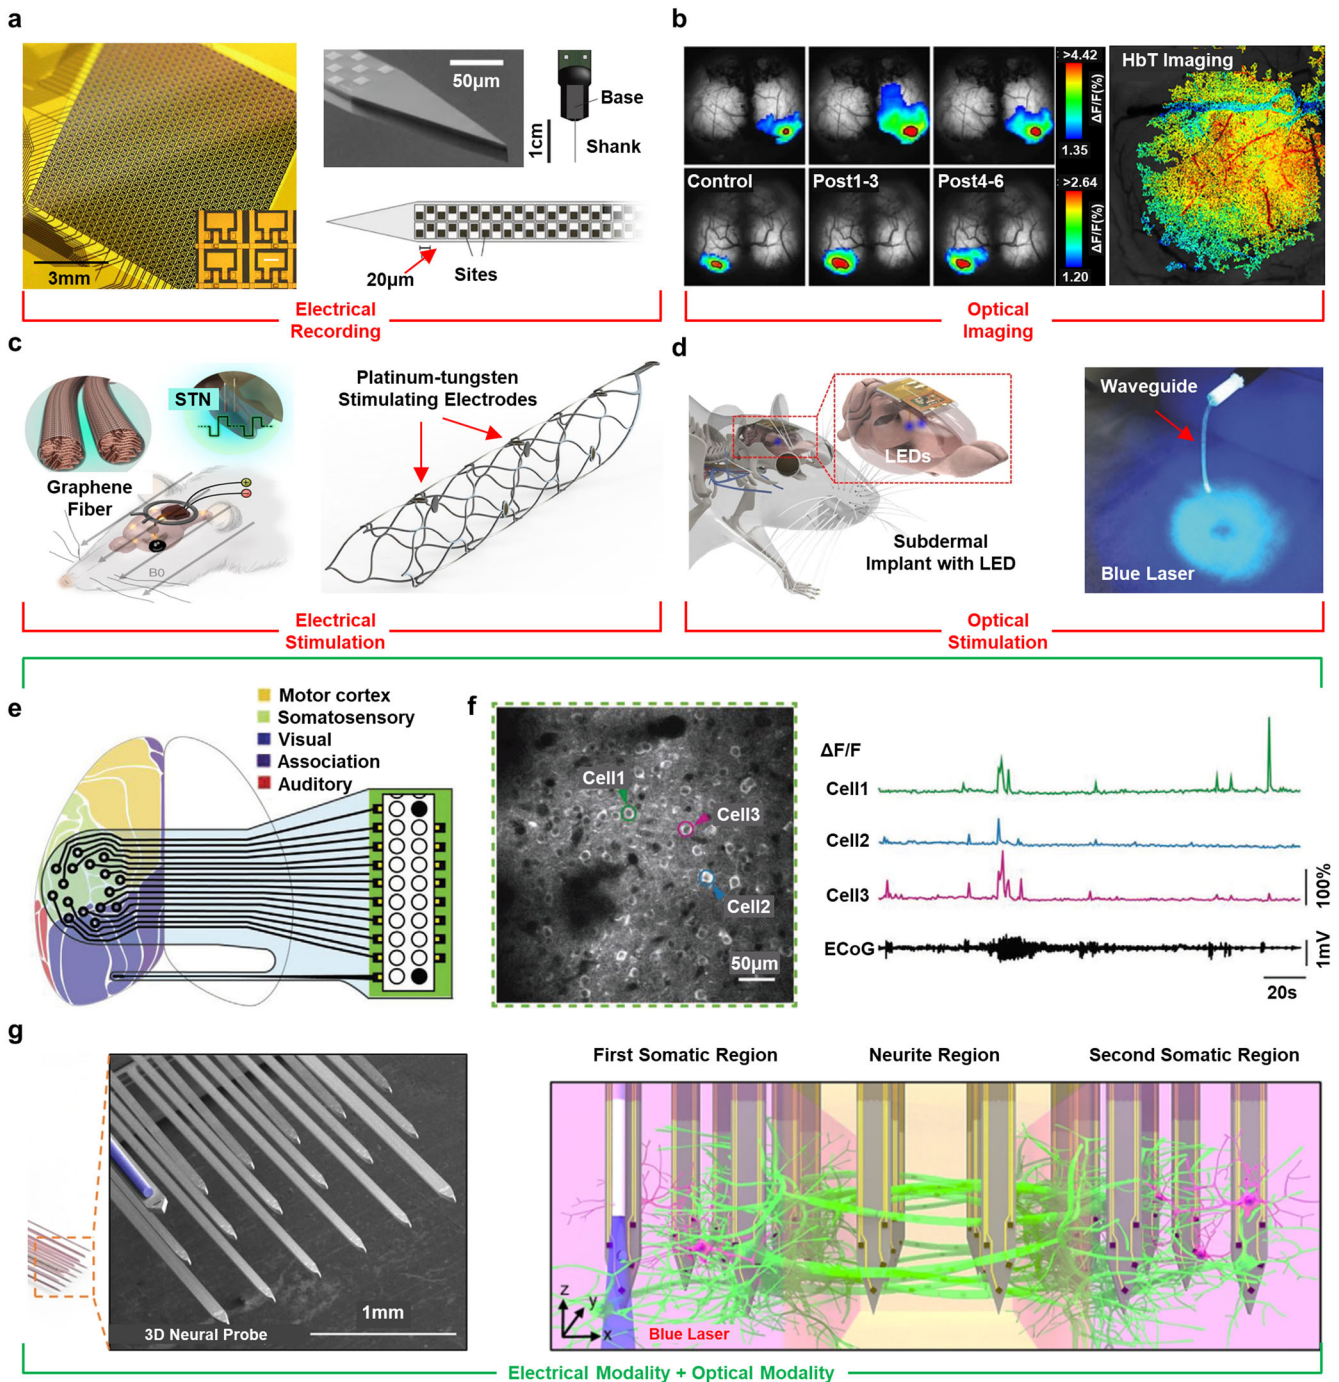 a
50µm
Base
1cm
Shank
3mm
20µm
Sites
Electrical
Recording
b
>4.42
ΔF/F(%)
1.35
HbT Imaging
Control
Post1-3
Post4-6
>2.64
ΔF/F(%)
1.20
Optical
Imaging
c
STN
Graphene
Fiber
B0
Platinum-tungsten
Stimulating Electrodes
Electrical
Stimulation
d
LEDs
Subdermal
Implant with LED
Waveguide
Blue Laser
Optical
Stimulation
e
Motor cortex
Somatosensory
Visual
Association
Auditory
f
Cell1
Cell3
Cell2
50µm
ΔF/F
Cell1
Cell2
Cell3
100%
ECoG
1mV
20s
g
3D Neural Probe
1mm
First Somatic Region
Neurite Region
Second Somatic Region
z
y
x
Blue Laser
Electrical Modality + Optical Modality